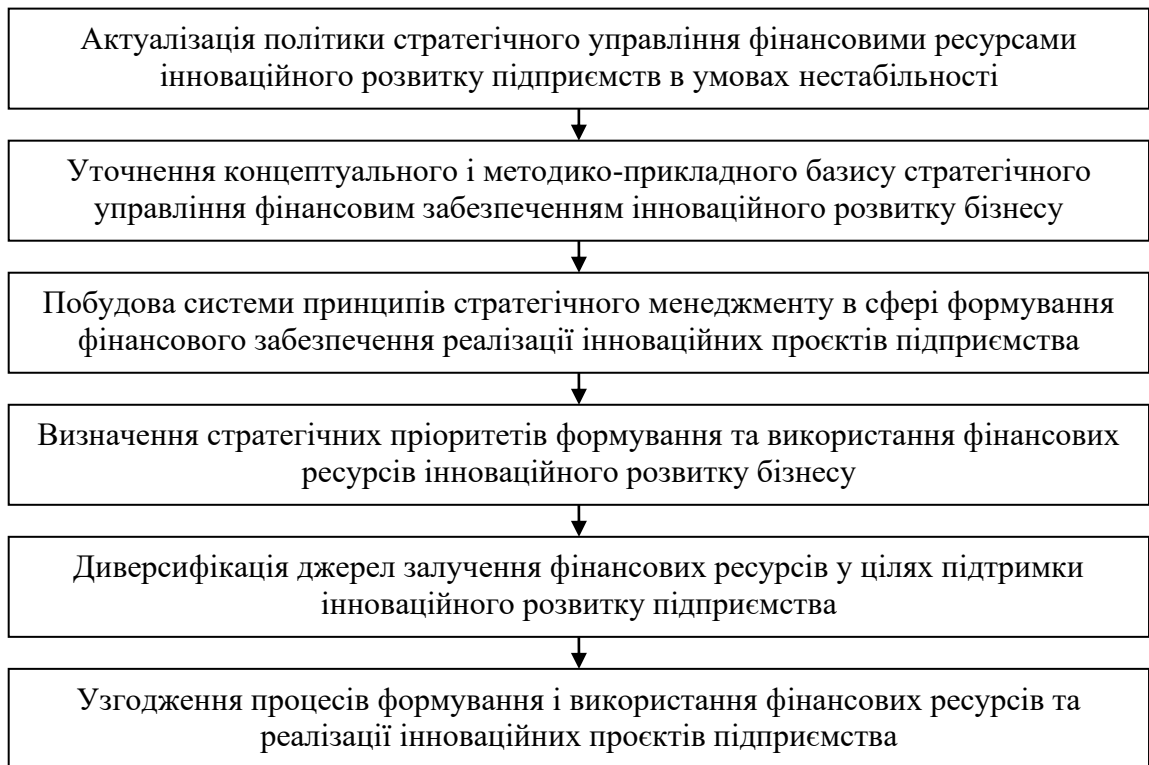 Актуалізація політики стратегічного управління фінансовими ресурсами
інноваційного розвитку підприємств в умовах нестабільності
Уточнення концептуального і методико-прикладного базису стратегічного
управління фінансовим забезпеченням інноваційного розвитку бізнесу
Побудова системи принципів стратегічного менеджменту в сфері формування
фінансового забезпечення реалізації інноваційних проєктів підприємства
Визначення стратегічних пріоритетів формування та використання фінансових
ресурсів інноваційного розвитку бізнесу
Диверсифікація джерел залучення фінансових ресурсів у цілях підтримки
інноваційного розвитку підприємства
Узгодження процесів формування і використання фінансових ресурсів та
реалізації інноваційних проєктів підприємства